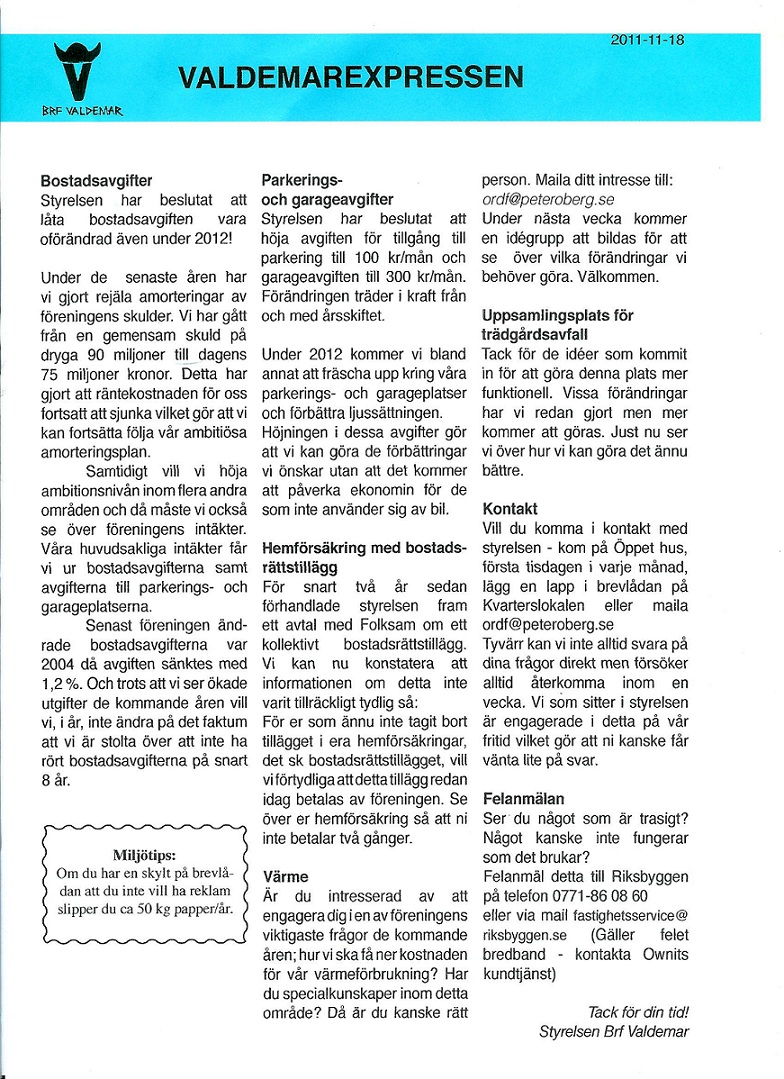 2011-11-18
VALDEMAREXPRESSEN
BRF VALDEMAR
Bostadsavgifter
Styrelsen har beslutat att
låta bostadsavgiften vara
oförändrad även under 2012!
Under de senaste åren har
vi gjort rejäla amorteringar av
föreningens skulder. Vi har gått
från en gemensam skuld på
dryga 90 miljoner till dagens
75 miljoner kronor. Detta har
gjort att räntekostnaden för oss
fortsatt att sjunka vilket gör att vi
kan fortsätta följa vår ambitiösa
amorteringsplan.
Samtidigt vill vi höja
ambitionsnivån inom flera andra
områden och då måste vi också
se över föreningens intäkter.
Våra huvudsakliga intäkter får
vi ur bostadsavgifterna samt
avgifterna till parkerings- och
garageplatserna.
Senast föreningen änd-
rade bostadsavgifterna var
2004 då avgiften sänktes med
1,2 %. Och trots att vi ser ökade
utgifter de kommande åren vill
vi, i år, inte ändra på det faktum
att vi är stolta över att inte ha
rört bostadsavgifterna på snart
8 år.
Miljötips:
Om du har en skylt på brevlå-
dan att du inte vill ha reklam
slipper du ca 50 kg papper/år.
Parkerings-
och garageavgifter
Styrelsen har beslutat att
höja avgiften för tillgång till
parkering till 100 kr/mån och
garageavgiften till 300 kr/mån.
Förändringen träder i kraft från
och med årsskiftet.
Under 2012 kommer vi bland
annat att fräscha upp kring våra
parkerings- och garageplatser
och förbättra ljussättningen.
Höjningen i dessa avgifter gör
att vi kan göra de förbättringar
vi önskar utan att det kommer
att påverka ekonomin för de
som inte använder sig av bil.
Hemförsäkring med bostads-
rättstillägg
För snart två år sedan
förhandlade styrelsen fram
ett avtal med Folksam om ett
kollektivt bostadsrättstillägg.
Vi kan nu konstatera att
informationen om detta inte
varit tillräckligt tydlig så:
För er som ännu inte tagit bort
tillägget i era hemförsäkringar,
det sk bostadsrättstillägget, vill
vi förtydliga att detta tillägg redan
idag betalas av föreningen. Se
över er hemförsäkring så att ni
inte betalar två gånger.
Värme
Är du intresserad av att
engagera dig i en av föreningens
viktigaste frågor de kommande
åren; hur vi ska få ner kostnaden
för vår värmeförbrukning? Har
du specialkunskaper inom detta
område? Då är du kanske rätt
person. Maila ditt intresse till:
ordf@peteroberg.se
Under nästa vecka kommer
en idégrupp att bildas för att
se över vilka förändringar vi
behöver göra. Välkommen.
Uppsamlingsplats för
trädgårdsavfall
Tack för de idéer som kommit
in för att göra denna plats mer
funktionell. Vissa förändringar
har vi redan gjort men mer
kommer att göras. Just nu ser
vi över hur vi kan göra det ännu
bättre.
Kontakt
Vill du komma i kontakt med
styrelsen - kom på Öppet hus,
första tisdagen i varje månad,
lägg en lapp i brevlådan på
Kvarterslokalen eller maila
ordf@peteroberg.se
Tyvärr kan vi inte alltid svara på
dina frågor direkt men försöker
alltid återkomma inom en
vecka. Vi som sitter i styrelsen
är engagerade i detta på vår
fritid vilket gör att ni kanske får
vänta lite på svar.
Felanmälan
Ser du något som är trasigt?
Något kanske inte fungerar
som det brukar?
Felanmäl detta till Riksbyggen
på telefon 0771-86 08 60
eller via mail fastighetsservice@
riksbyggen.se (Gäller felet
bredband - kontakta Ownits
kundtjänst)
Tack för din tid!
Styrelsen Brf Valdemar